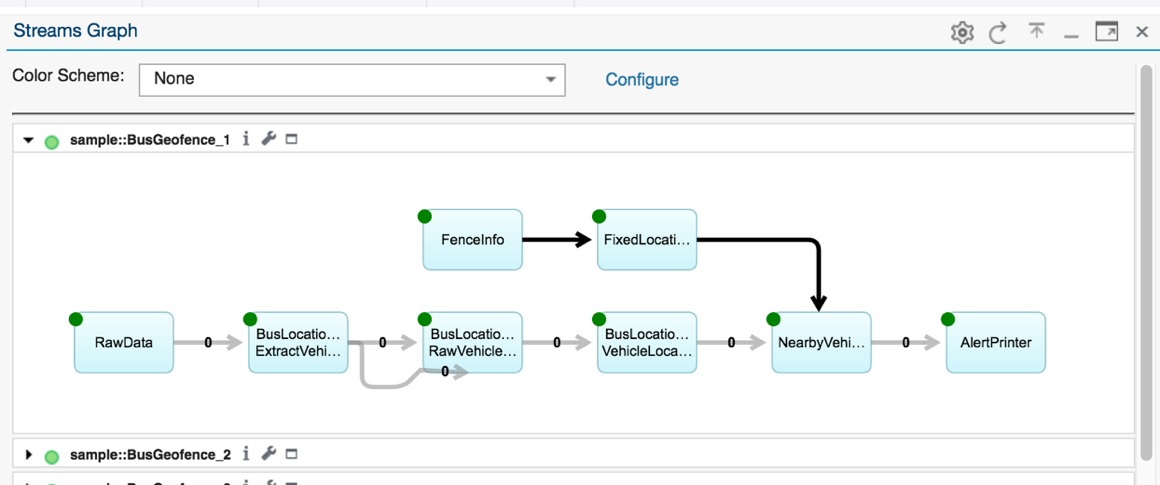 Streams Graph
Color Scheme: None Configure
sample::BusGeofence_1
FenceInfo
FixedLocati...
RawData
0
BusLocatio...
ExtractVehi...
0
0
BusLocatio...
RawVehicle...
0
BusLocatio...
VehicleLoca...
0
NearbyVehi...
0
AlertPrinter
sample::BusGeofence_2